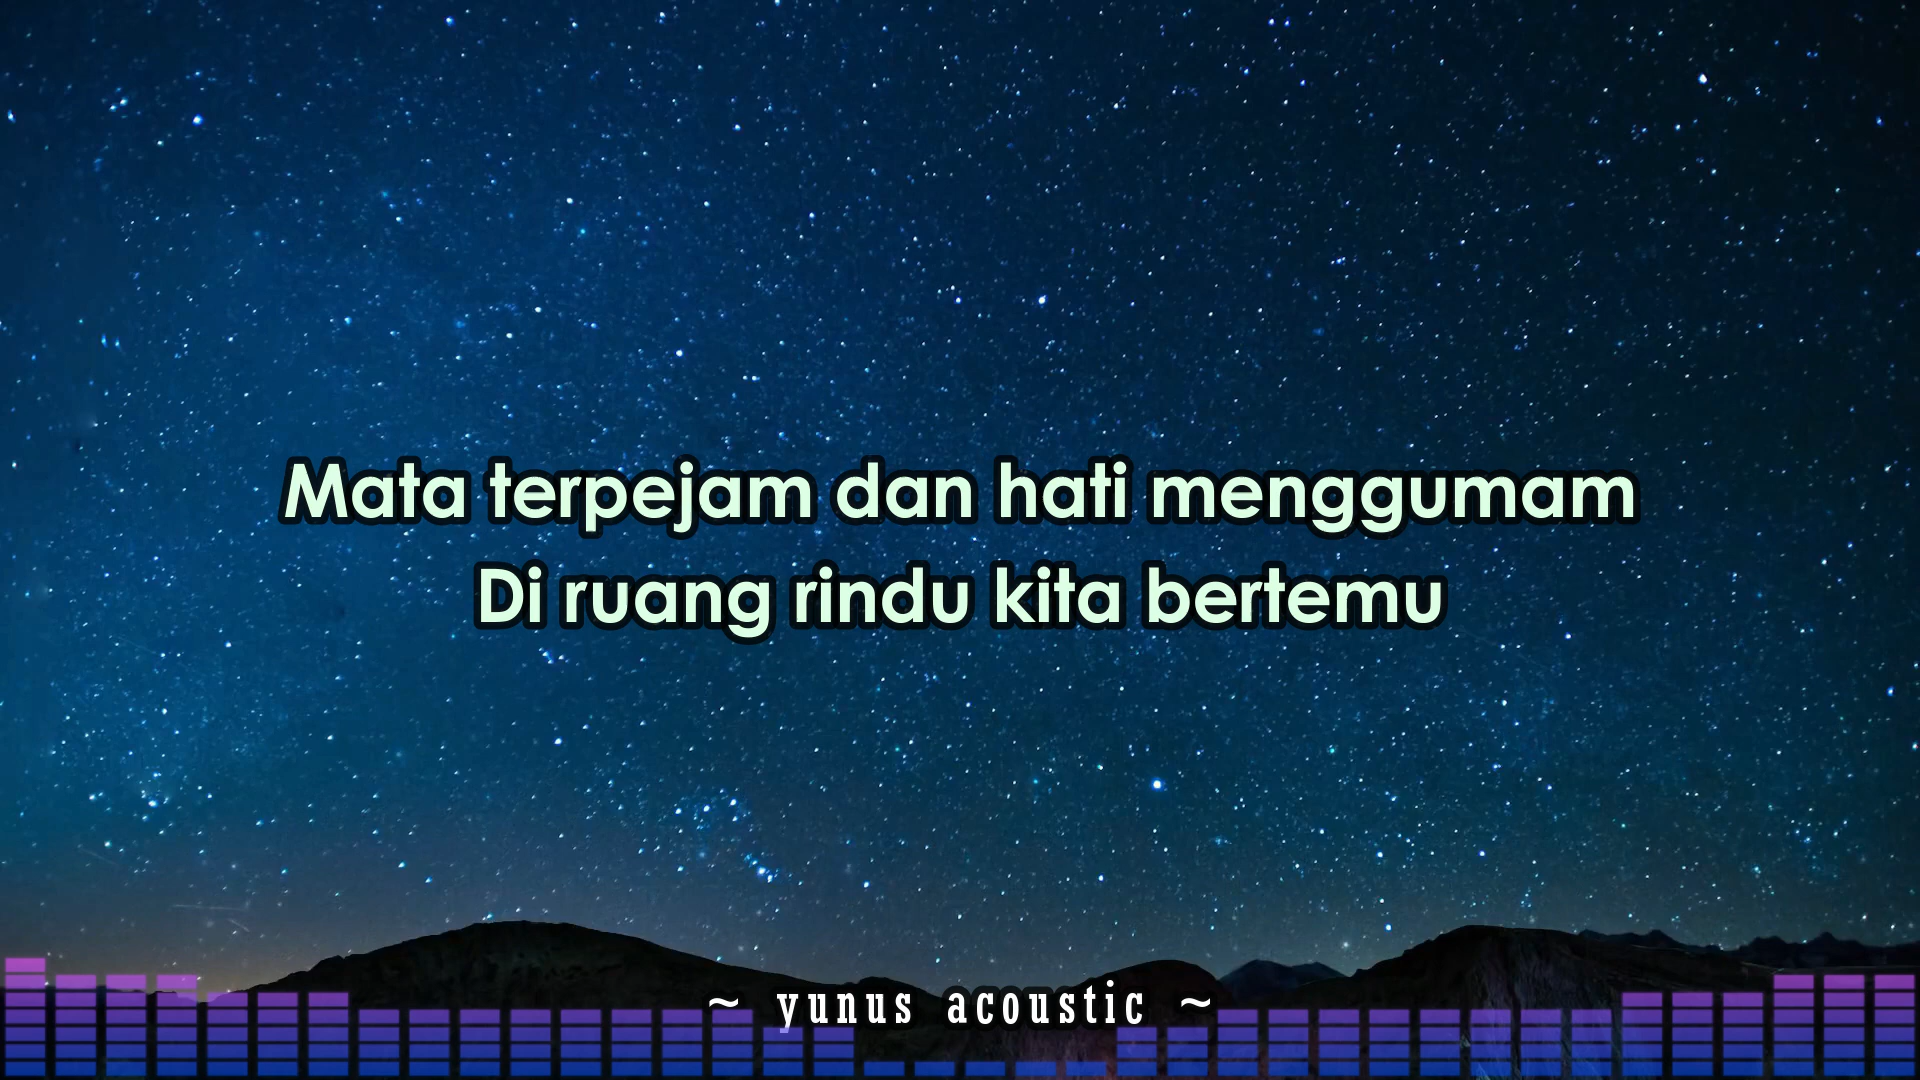 Mata terpejam dan hati menggumam
Di ruang rindu kita bertemu
~ yunus acoustic ~